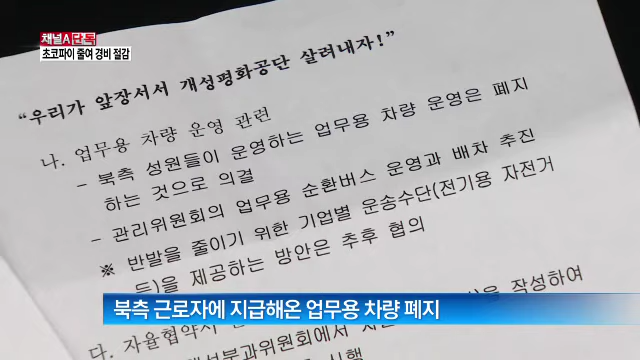 채널A단독
초코파이 줄여 경비 절감
"우리가 앞장서서 개성평화공단 살려내자!"
나. 업무용 차량 운영 관련
- 북측 성원들이 운영하는 업무용 차량 운영은 폐지
하는 것으로 의결
- 관리위원회의 업무용 순환버스 운영과 배차 추진
※ 반발을 줄이기 위한 기업별 운송수단(전기용 자전거
등)을 제공하는 방안은 추후 협의
북측 근로자에 지급해온 업무용 차량 폐지
다. 자율협약서
작성하여